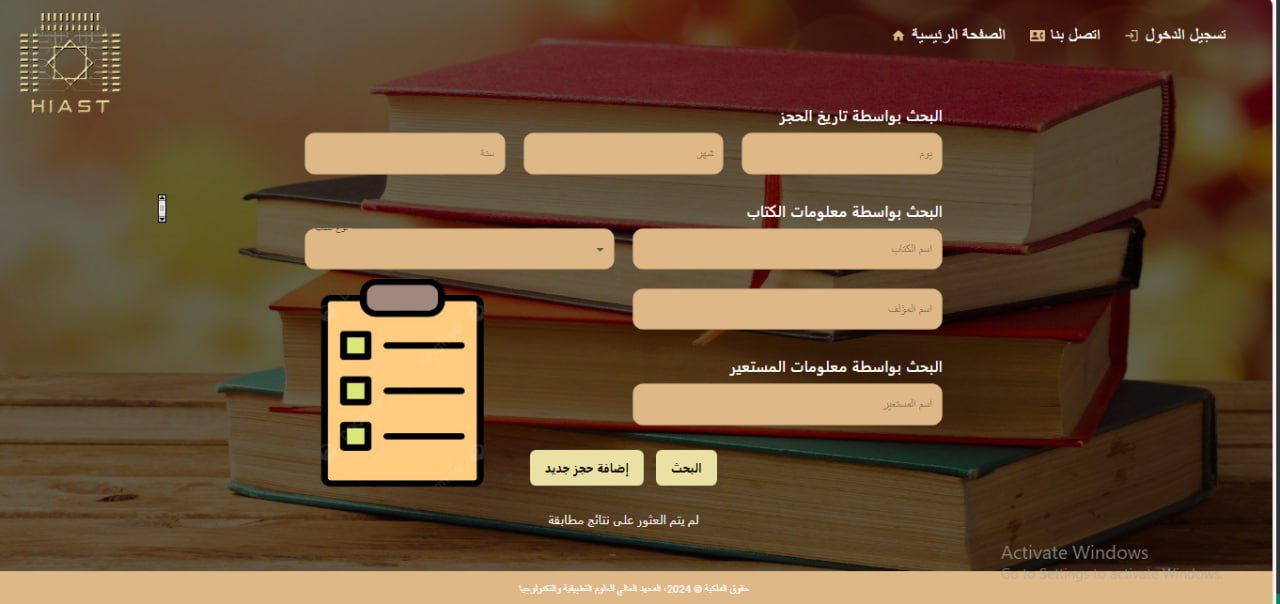 HIAST
تسجيل الدخول
اتصل بنا
الصفحة الرئيسية
البحث بواسطة تاريخ الحجز
يوم
شهر
سنة
البحث بواسطة معلومات الكتاب
اسم الكتاب
اسم المؤلف
البحث بواسطة معلومات المستعير
اسم المستعير
البحث
إضافة حجز جديد
لم يتم العثور على نتائج مطابقة
Activate Windows
Go to Settings to activate Windows.
حقوق الملكية © 2024، المعهد العالي للعلوم التطبيقية والتكنولوجيا